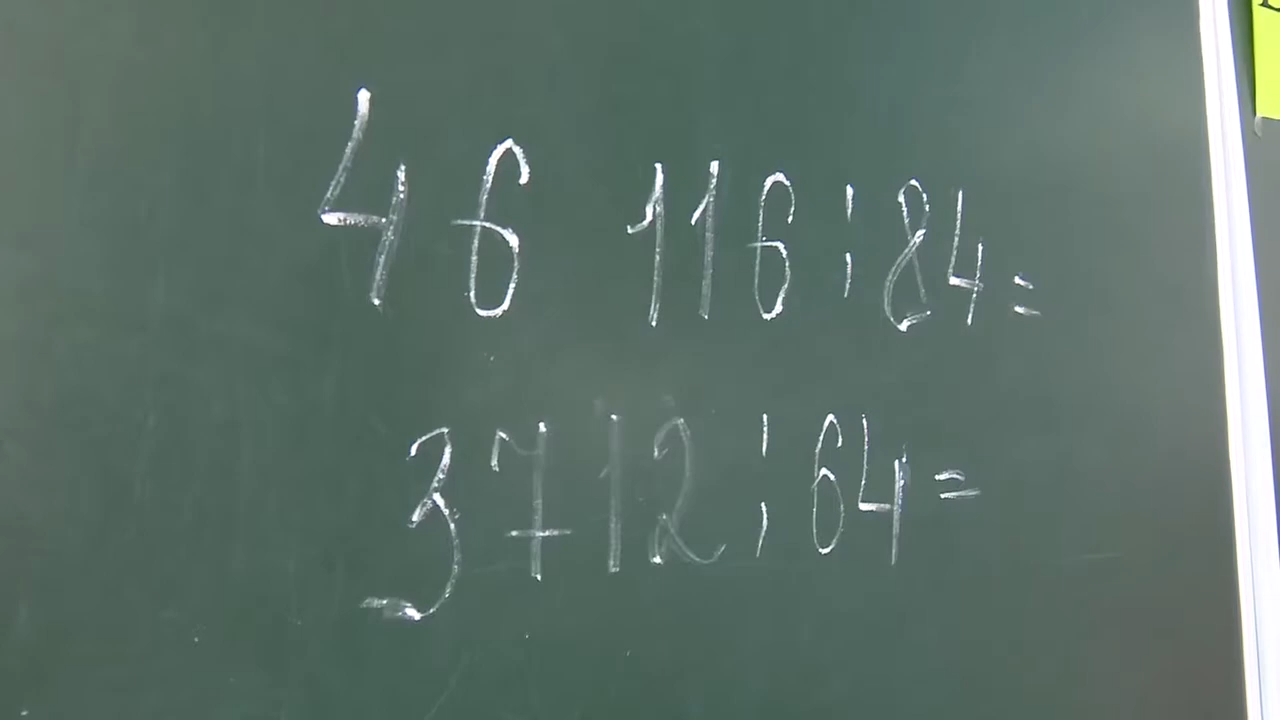 46 116 : 84 =
3712 : 64 =